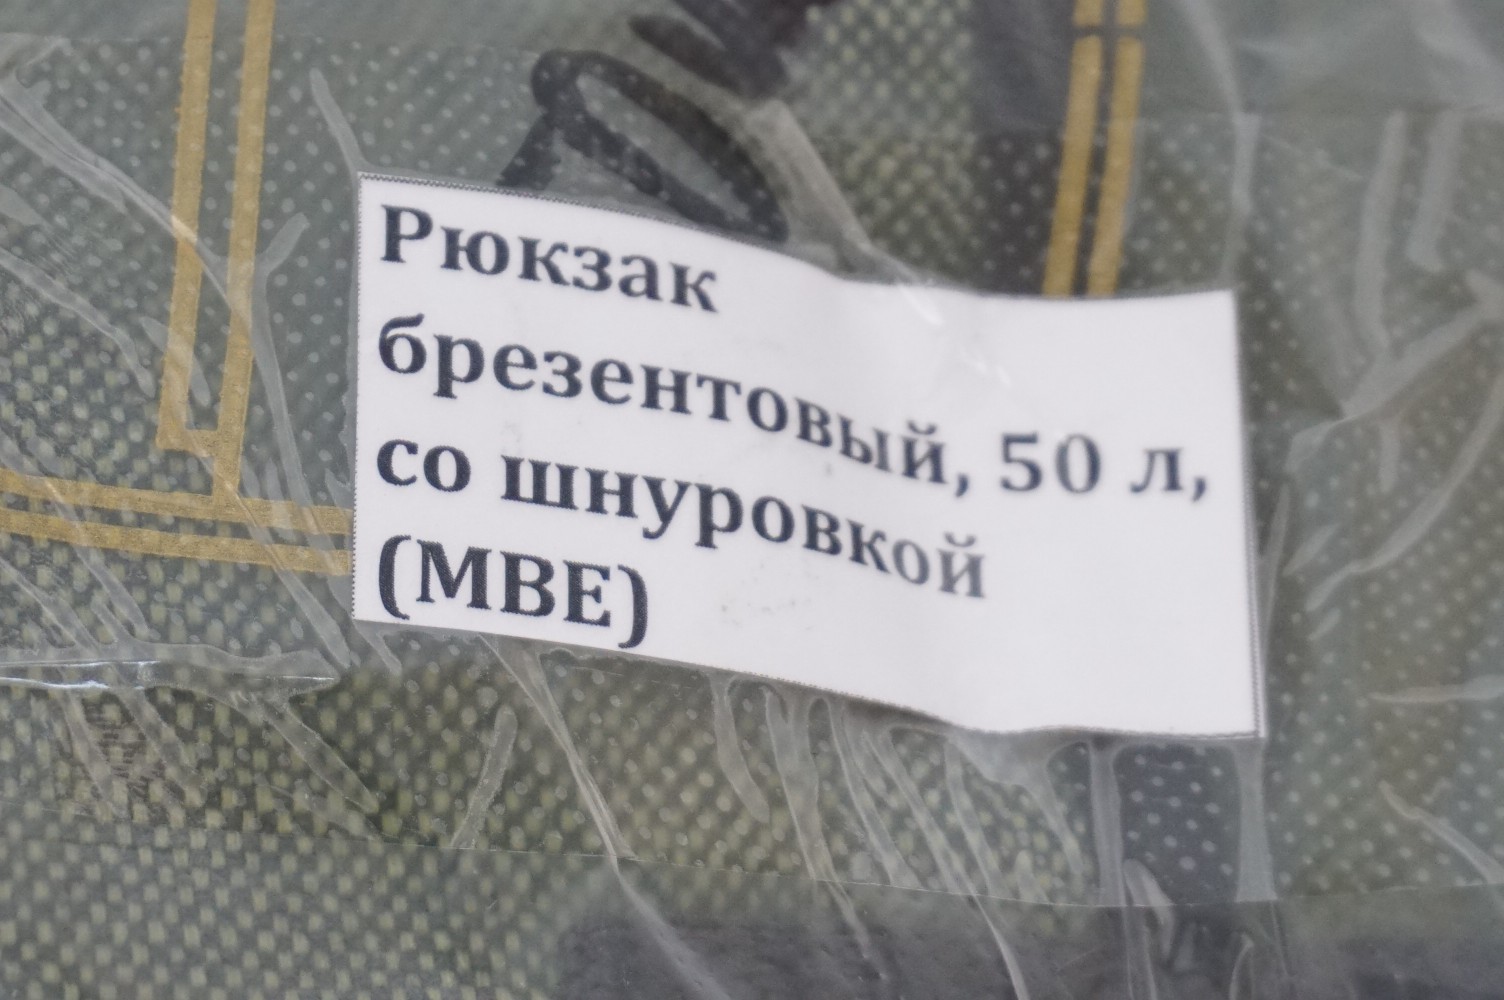 Рюкзак
брезентовый, 50 л,
со шнуровкой
(МВЕ)